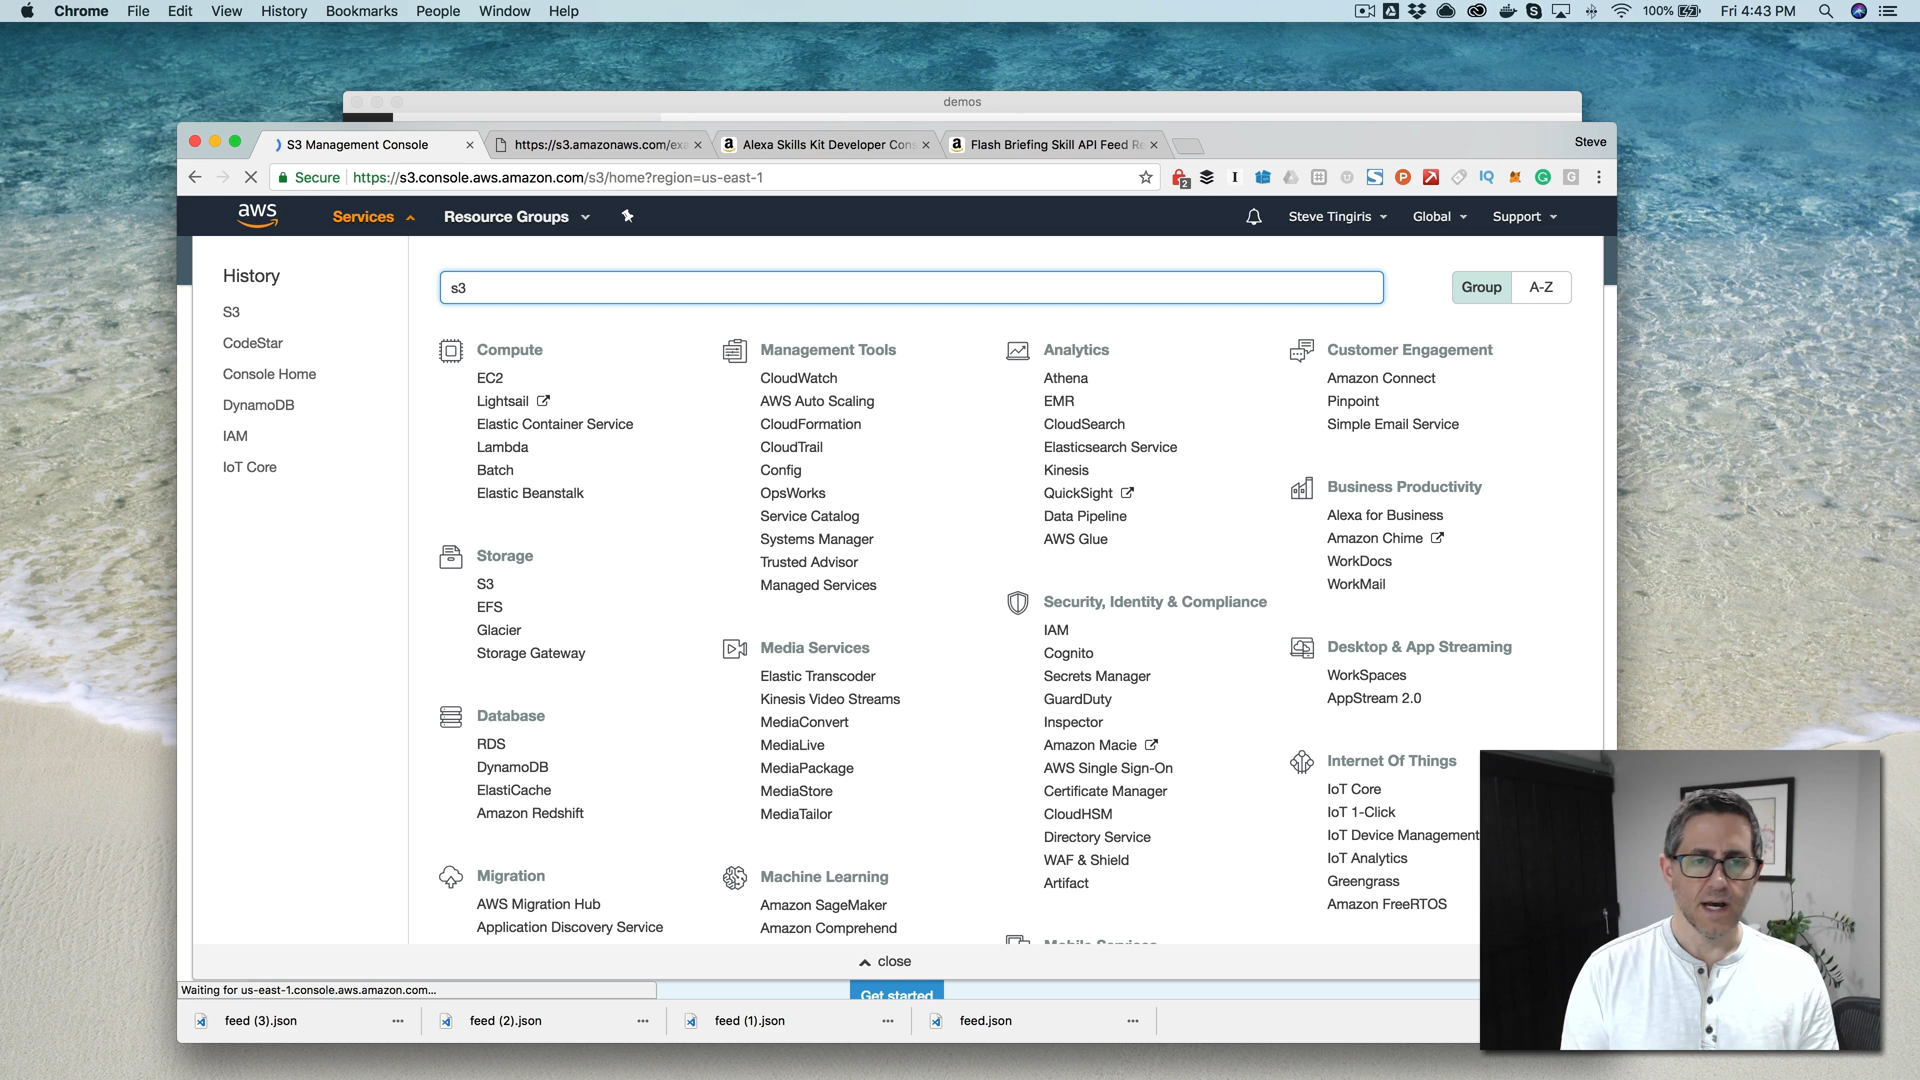 Chrome File Edit View History Bookmarks People Window Help
100% Fri 4:43 PM
demos
S3 Management Console
https://s3.amazonaws.com/exa
Alexa Skills Kit Developer Cons
Flash Briefing Skill API Feed Re
Steve
Secure https://s3.console.aws.amazon.com/s3/home?region=us-east-1
2
aws
Services
Resource Groups
Steve Tingiris
Global
Support
History
S3
CodeStar
Console Home
DynamoDB
IAM
IoT Core
s3
Group
A-Z
Compute
EC2
Lightsail
Elastic Container Service
Lambda
Batch
Elastic Beanstalk
Storage
S3
EFS
Glacier
Storage Gateway
Database
RDS
DynamoDB
ElastiCache
Amazon Redshift
Migration
AWS Migration Hub
Application Discovery Service
Management Tools
CloudWatch
AWS Auto Scaling
CloudFormation
CloudTrail
Config
OpsWorks
Service Catalog
Systems Manager
Trusted Advisor
Managed Services
Media Services
Elastic Transcoder
Kinesis Video Streams
MediaConvert
MediaLive
MediaPackage
MediaStore
MediaTailor
Machine Learning
Amazon SageMaker
Amazon Comprehend
Analytics
Athena
EMR
CloudSearch
Elasticsearch Service
Kinesis
QuickSight
Data Pipeline
AWS Glue
Security, Identity & Compliance
IAM
Cognito
Secrets Manager
GuardDuty
Inspector
Amazon Macie
AWS Single Sign-On
Certificate Manager
CloudHSM
Directory Service
WAF & Shield
Artifact
Mobile Services
Customer Engagement
Amazon Connect
Pinpoint
Simple Email Service
Business Productivity
Alexa for Business
Amazon Chime
WorkDocs
WorkMail
Desktop & App Streaming
WorkSpaces
AppStream 2.0
Internet Of Things
IoT Core
IoT 1-Click
IoT Device Management
IoT Analytics
Greengrass
Amazon FreeRTOS
close
Waiting for us-east-1.console.aws.amazon.com...
Get started
feed (3).json
feed (2).json
feed (1).json
feed.json